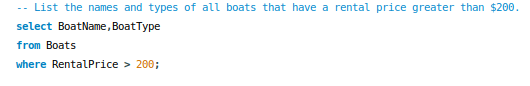 -- List the names and types of all boats that have a rental price greater than $200.
select BoatName,BoatType
from Boats
where RentalPrice > 200;